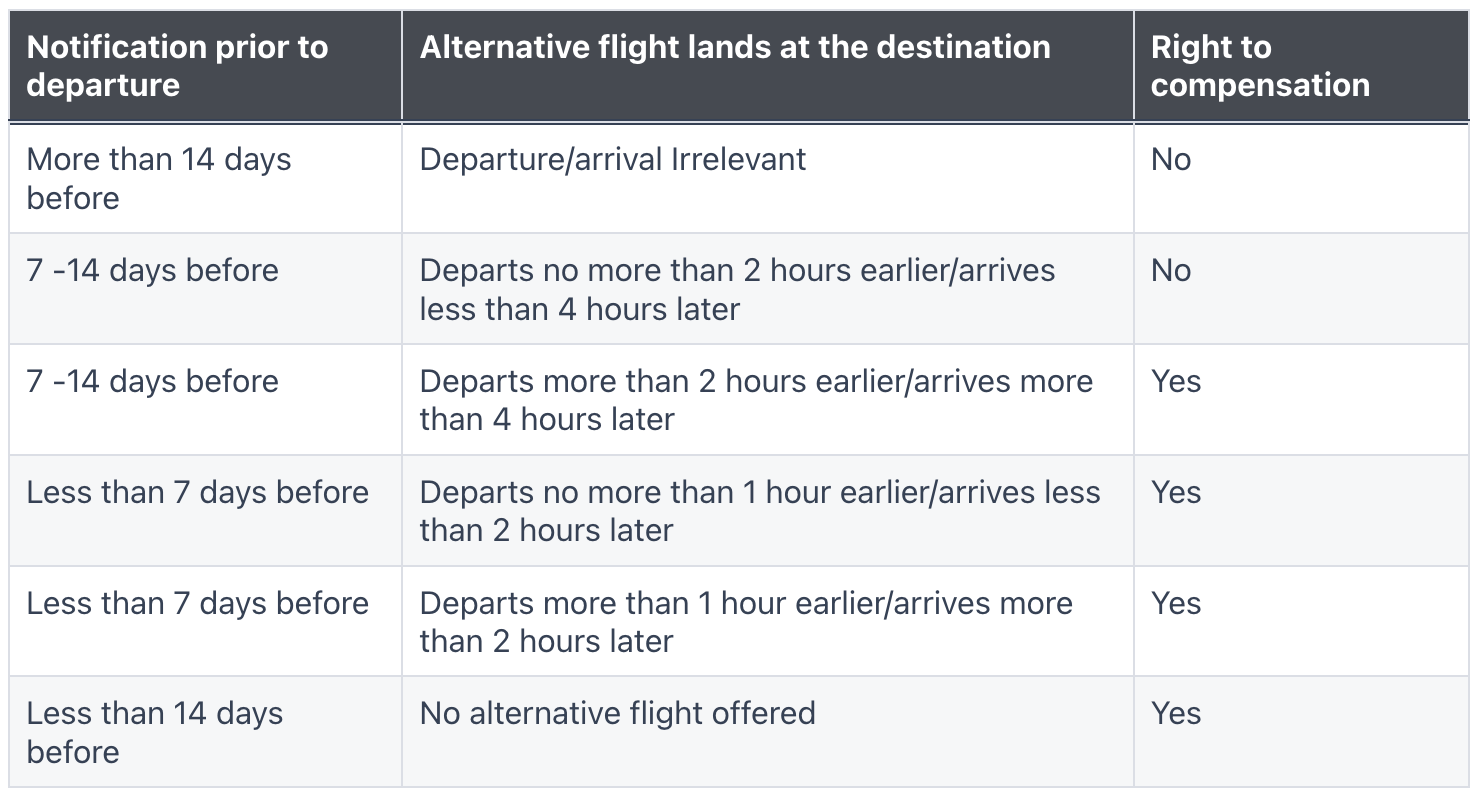 Notification prior to
departure
Alternative flight lands at the destination
Right to
compensation
More than 14 days
before
Departure/arrival Irrelevant
No
7 -14 days before
Departs no more than 2 hours earlier/arrives
less than 4 hours later
No
7 -14 days before
Departs more than 2 hours earlier/arrives more
than 4 hours later
Yes
Less than 7 days before
Departs no more than 1 hour earlier/arrives less
than 2 hours later
Yes
Less than 7 days before
Departs more than 1 hour earlier/arrives more
than 2 hours later
Yes
Less than 14 days
before
No alternative flight offered
Yes